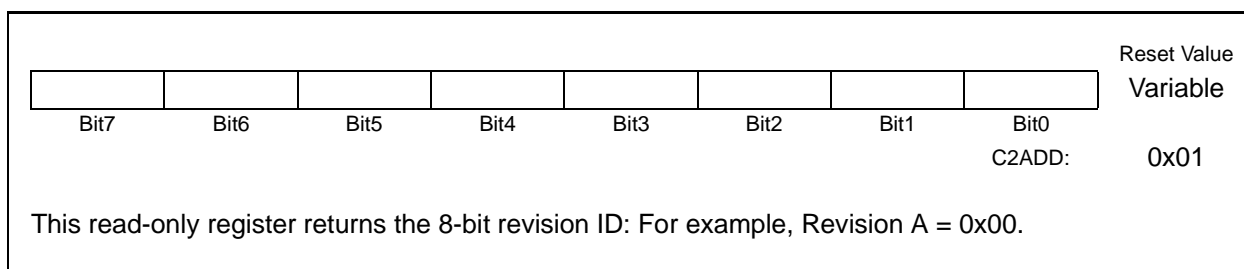 Reset Value
Variable
Bit7 Bit6 Bit5 Bit4 Bit3 Bit2 Bit1 Bit0
C2ADD: 0x01
This read-only register returns the 8-bit revision ID: For example, Revision A = 0x00.